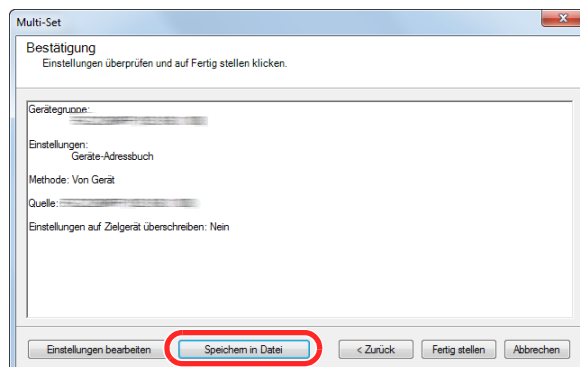 Multi-Set
Bestätigung
Einstellungen überprüfen und auf Fertig stellen klicken.
Gerätegruppe:
Einstellungen:
Geräte-Adressbuch
Methode: Von Gerät
Quelle:
Einstellungen auf Zielgerät überschreiben: Nein
Einstellungen bearbeiten
Speichern in Datei
< Zurück
Fertig stellen
Abbrechen